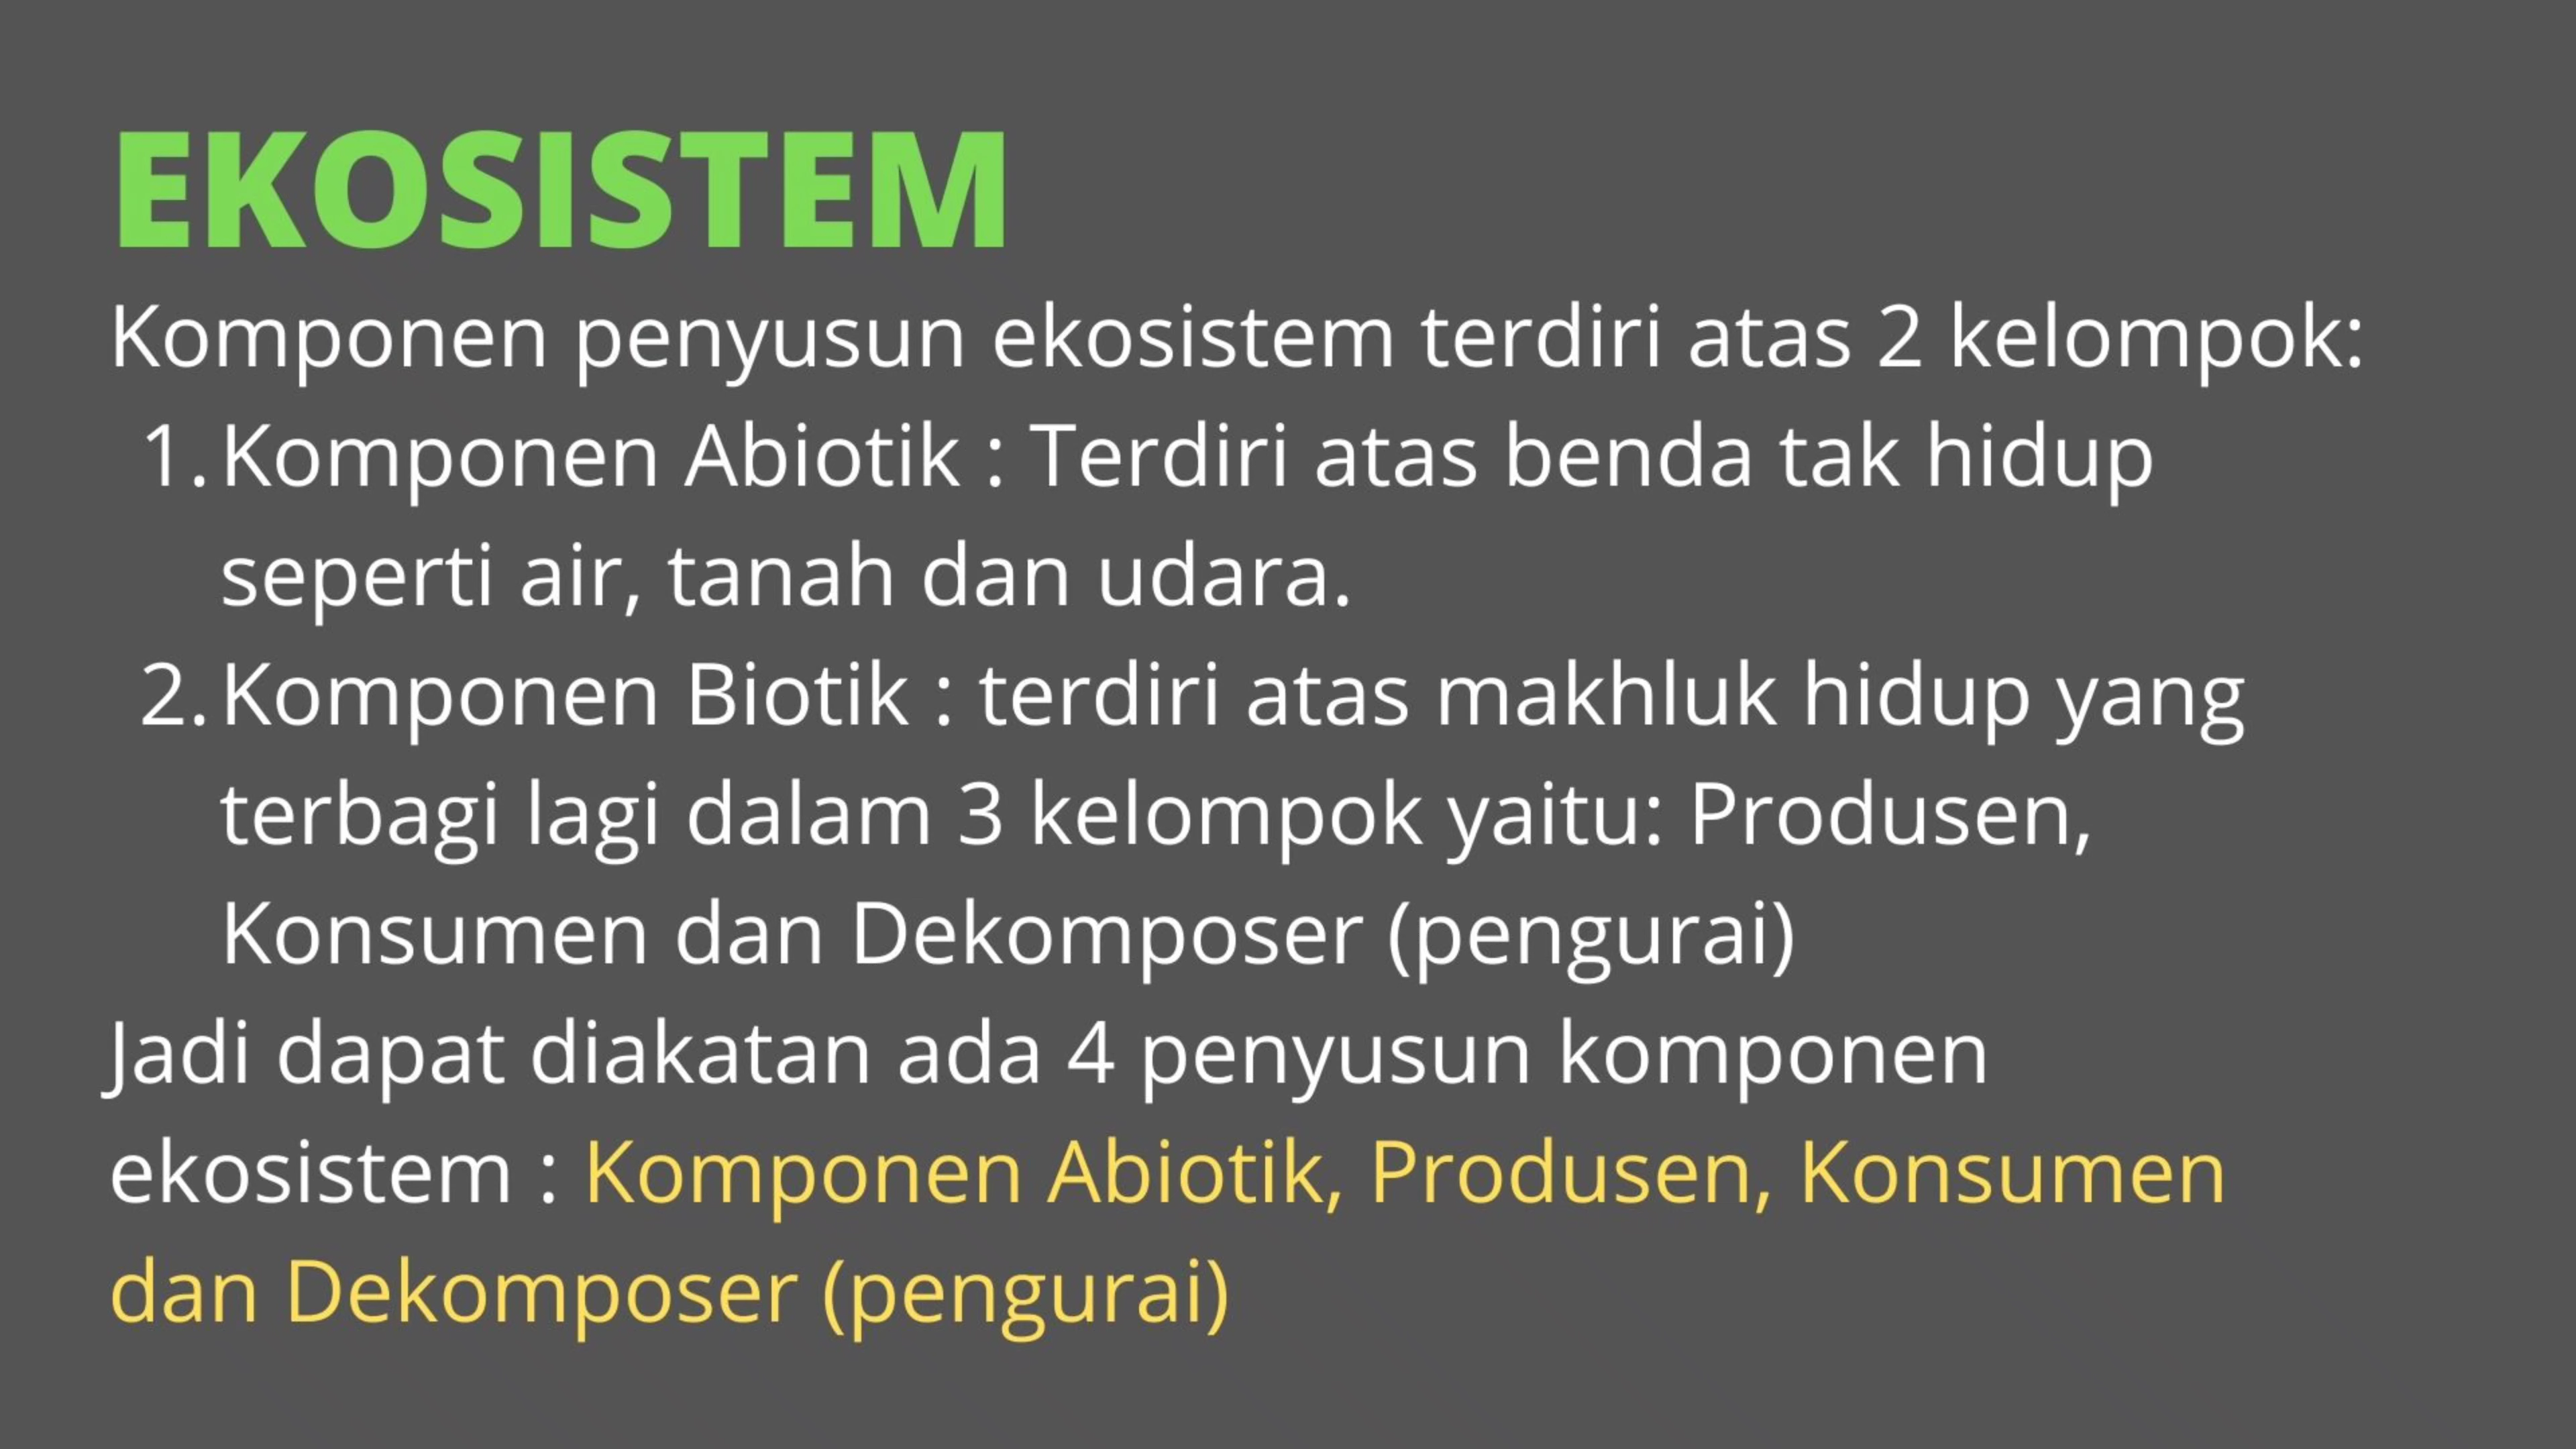 EKOSISTEM
Komponen penyusun ekosistem terdiri atas 2 kelompok:
1. Komponen Abiotik : Terdiri atas benda tak hidup
seperti air, tanah dan udara.
2. Komponen Biotik : terdiri atas makhluk hidup yang
terbagi lagi dalam 3 kelompok yaitu: Produsen,
Konsumen dan Dekomposer (pengurai)
Jadi dapat diakatan ada 4 penyusun komponen
ekosistem : Komponen Abiotik, Produsen, Konsumen
dan Dekomposer (pengurai)